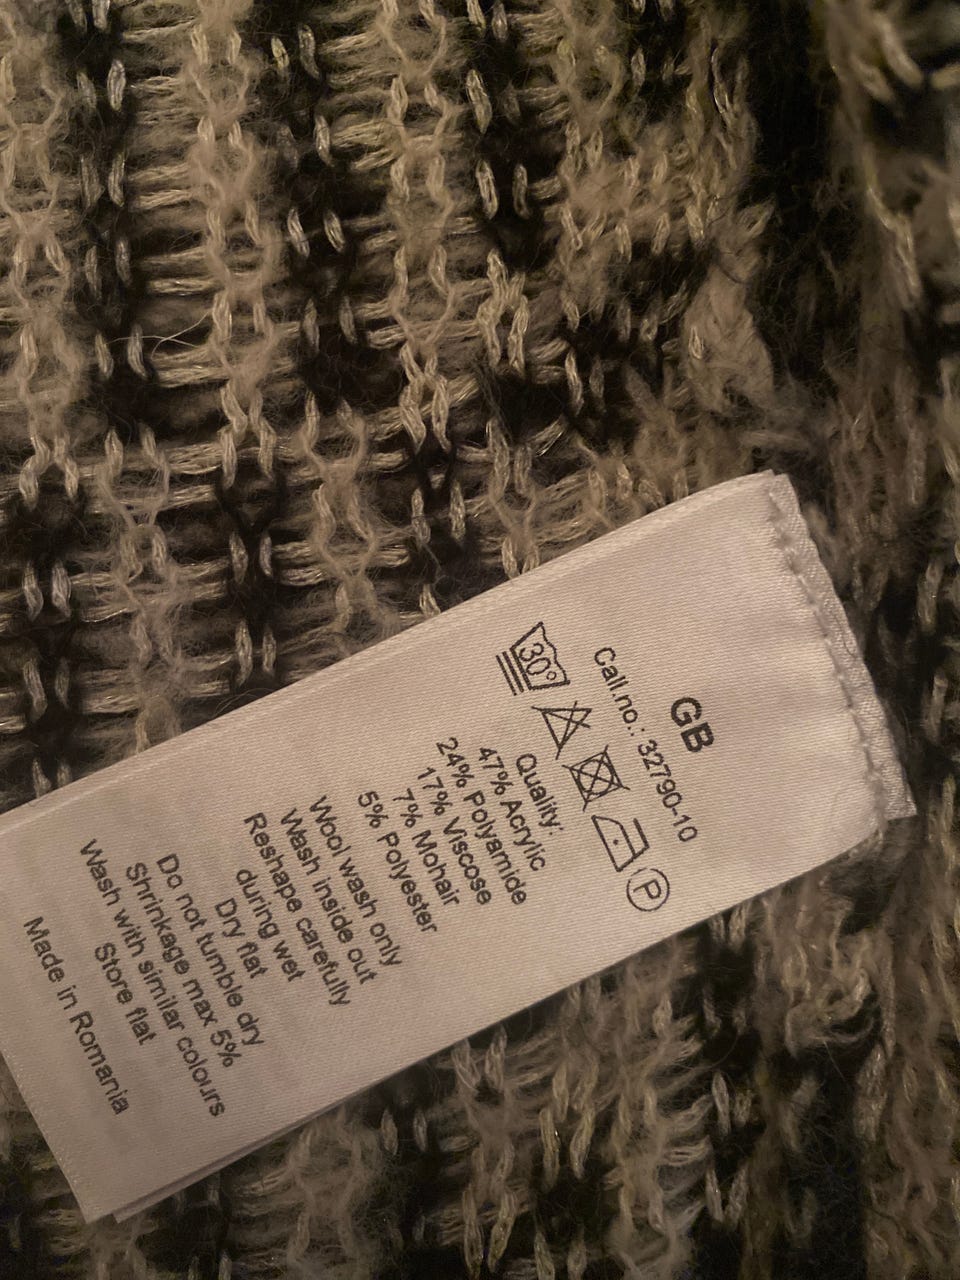 GB
Call.no.: 32790-10
30°
P
Quality:
47% Acrylic
24% Polyamide
17% Viscose
7% Mohair
5% Polyester
Wool wash only
Wash inside out
Reshape carefully
during wet
Dry flat
Do not tumble dry
Shrinkage max 5%
Wash with similar colours
Store flat
Made in Romania